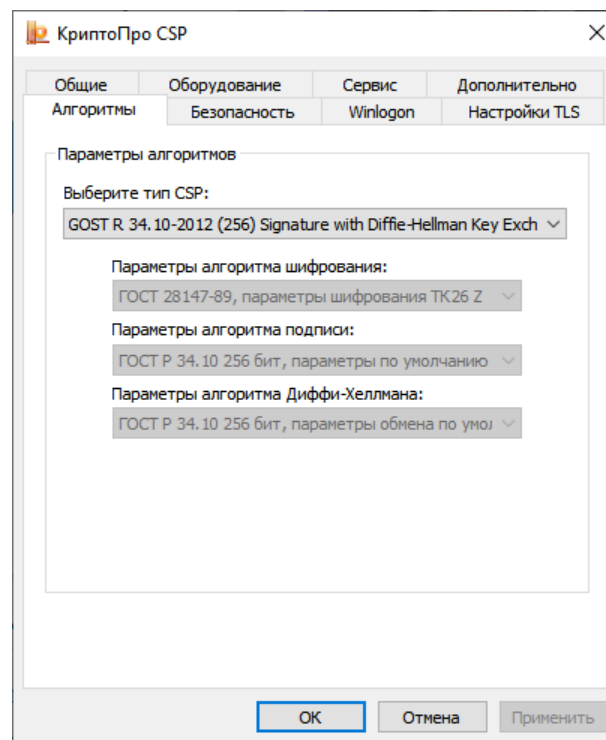 КриптоПро CSP
Общие Оборудование Сервис Дополнительно
Алгоритмы Безопасность Winlogon Настройки TLS
Параметры алгоритмов
Выберите тип CSP:
GOST R 34.10-2012 (256) Signature with Diffie-Hellman Key Exch
Параметры алгоритма шифрования:
ГОСТ 28147-89, параметры шифрования ТК26 Z
Параметры алгоритма подписи:
ГОСТ Р 34.10 256 бит, параметры по умолчанию
Параметры алгоритма Диффи-Хеллмана:
ГОСТ Р 34.10 256 бит, параметры обмена по умол
ОК Отмена Применить